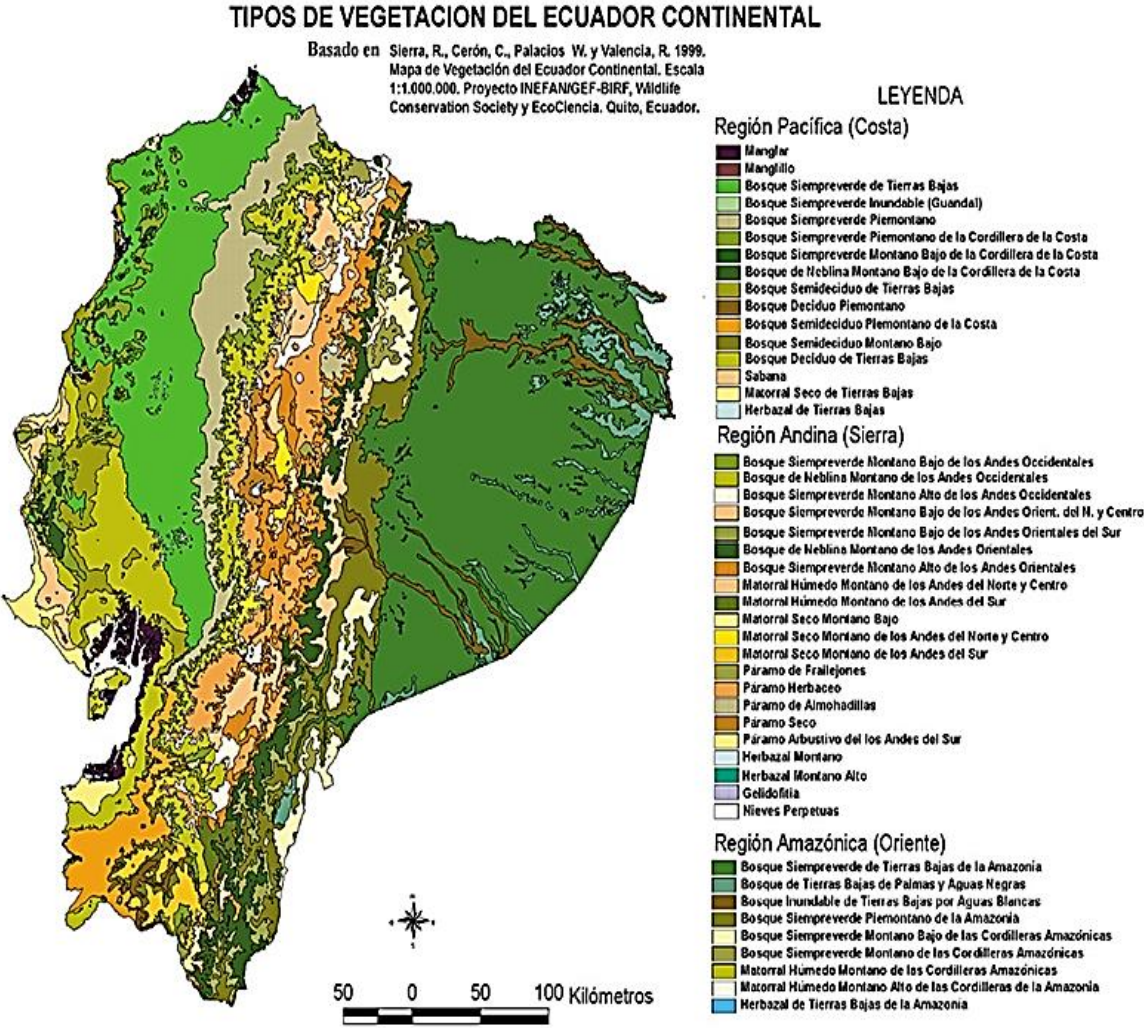 TIPOS DE VEGETACION DEL ECUADOR CONTINENTAL
Basado en Sierra, R., Cerón, C., Palacios W. y Valencia, R. 1999.
Mapa de Vegetación del Ecuador Continental. Escala
1:1.000.000. Proyecto INEFAN/GEF-BIRF, Wildlife
Conservation Society y EcoCiencia. Quito, Ecuador.
LEYENDA
Región Pacífica (Costa)
Manglar
Manglillo
Bosque Siempreverde de Tierras Bajas
Bosque Siempreverde Inundable (Guandal)
Bosque Siempreverde Piemontano
Bosque Siempreverde Piemontano de la Cordillera de la Costa
Bosque Siempreverde Montano Bajo de la Cordillera de la Costa
Bosque de Neblina Montano Bajo de la Cordillera de la Costa
Bosque Semideciduo de Tierras Bajas
Bosque Deciduo Piemontano
Bosque Semideciduo Piemontano de la Costa
Bosque Semideciduo Montano Bajo
Bosque Deciduo de Tierras Bajas
Sabana
Matorral Seco de Tierras Bajas
Herbazal de Tierras Bajas
Región Andina (Sierra)
Bosque Siempreverde Montano Bajo de los Andes Occidentales
Bosque de Neblina Montano de los Andes Occidentales
Bosque Siempreverde Montano Alto de los Andes Occidentales
Bosque Siempreverde Montano Bajo de los Andes Orient. del N. y Centro
Bosque Siempreverde Montano Bajo de los Andes Orientales del Sur
Bosque de Neblina Montano de los Andes Orientales
Bosque Siempreverde Montano Alto de los Andes Orientales
Matorral Húmedo Montano de los Andes del Norte y Centro
Matorral Húmedo Montano de los Andes del Sur
Matorral Seco Montano Bajo
Matorral Seco Montano de los Andes del Norte y Centro
Matorral Seco Montano de los Andes del Sur
Páramo de Frailejones
Páramo Herbaceo
Páramo de Almohadillas
Páramo Seco
Páramo Arbustivo del los Andes del Sur
Herbazal Montano
Herbazal Montano Alto
Gelidofitia
Nieves Perpetuas
Región Amazónica (Oriente)
Bosque Siempreverde de Tierras Bajas de la Amazonia
Bosque de Tierras Bajas de Palmas y Aguas Negras
Bosque Inundable de Tierras Bajas por Aguas Blancas
Bosque Siempreverde Piemontano de la Amazonia
Bosque Siempreverde Montano Bajo de las Cordilleras Amazónicas
Bosque Siempreverde Montano de las Cordilleras Amazónicas
Matorral Húmedo Montano de las Cordilleras Amazónicas
Matorral Húmedo Montano Alto de las Cordilleras de la Amazonia
Herbazal de Tierras Bajas de la Amazonia
50 0 50 100 Kilómetros